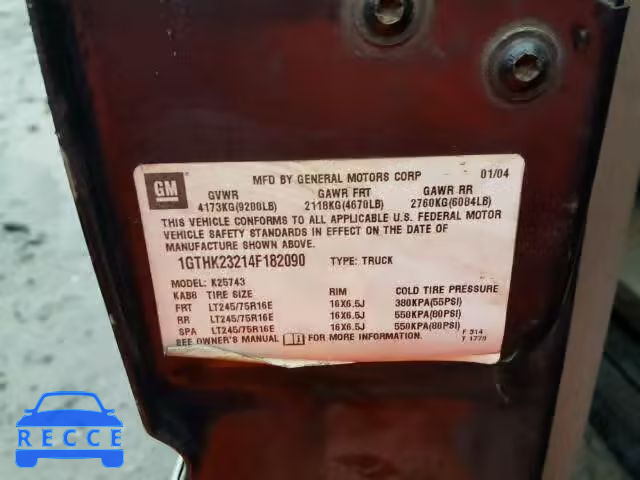 GM MFD BY GENERAL MOTORS CORP 01/04
GVWR GAWR FRT GAWR RR
4173KG(9200LB) 2118KG(4670LB) 2760KG(6084LB)
THIS VEHICLE CONFORMS TO ALL APPLICABLE U.S. FEDERAL MOTOR
VEHICLE SAFETY STANDARDS IN EFFECT ON THE DATE OF
MANUFACTURE SHOWN ABOVE.
1GTHK23214F182090 TYPE: TRUCK
MODEL: K25743
KABB TIRE SIZE RIM COLD TIRE PRESSURE
FRT LT245/75R16E 16X6.5J 380KPA(55PSI)
RR LT245/75R16E 16X6.5J 550KPA(80PSI)
SPA LT245/75R16E 16X6.5J 550KPA(80PSI)
SEE OWNER'S MANUAL FOR MORE INFORMATION.
F 314
T 1770
RECCE